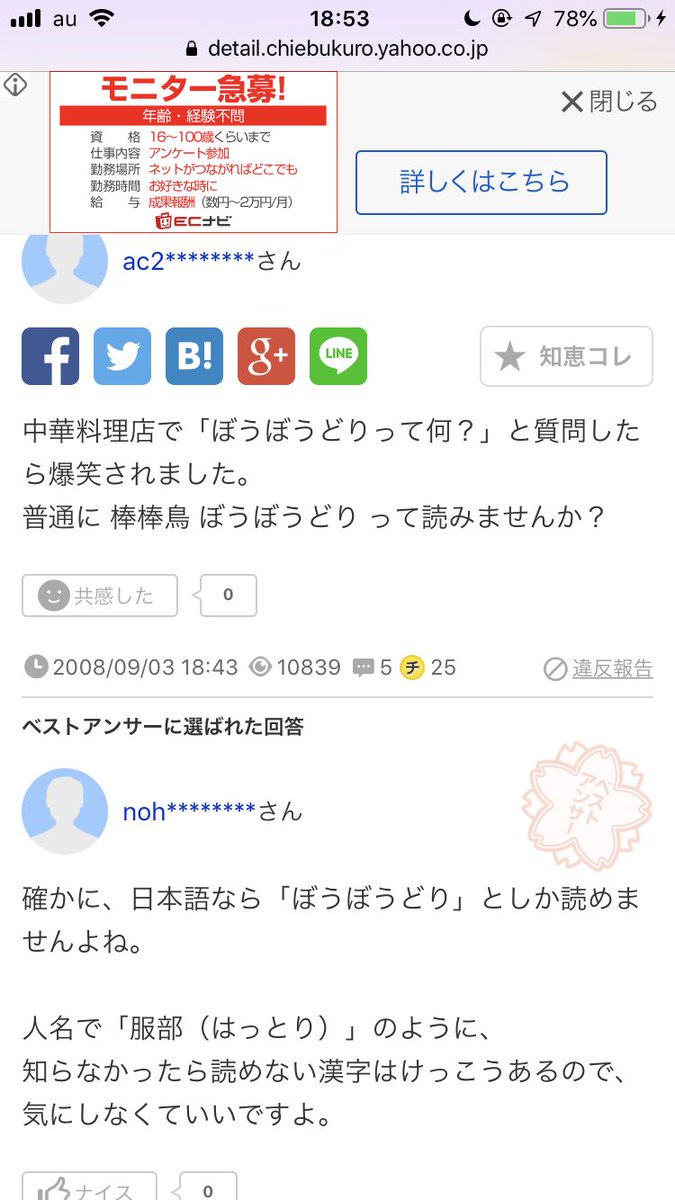 au 18:53 78%
detail.chiebukuro.yahoo.co.jp
モニター急募!
年齢・経験不問
資 格 16〜100歳くらいまで
仕事内容 アンケート参加
勤務場所 ネットがつながればどこでも
勤務時間 お好きな時に
給 与 成果報酬（数円〜2万円/月）
ECナビ
閉じる
詳しくはこちら
ac2********さん
B! g+ LINE
知恵コレ
中華料理店で「ぼうぼうどりって何？」と質問した
ら爆笑されました。
普通に 棒棒鳥 ぼうぼうどり って読みませんか？
共感した 0
2008/09/03 18:43 10839 5 チ 25 違反報告
ベストアンサーに選ばれた回答
noh********さん
ベスト
アンサー
確かに、日本語なら「ぼうぼうどり」としか読めま
せんよね。
人名で「服部（はっとり）」のように、
知らなかったら読めない漢字はけっこうあるので、
気にしなくていいですよ。
ナイス 0